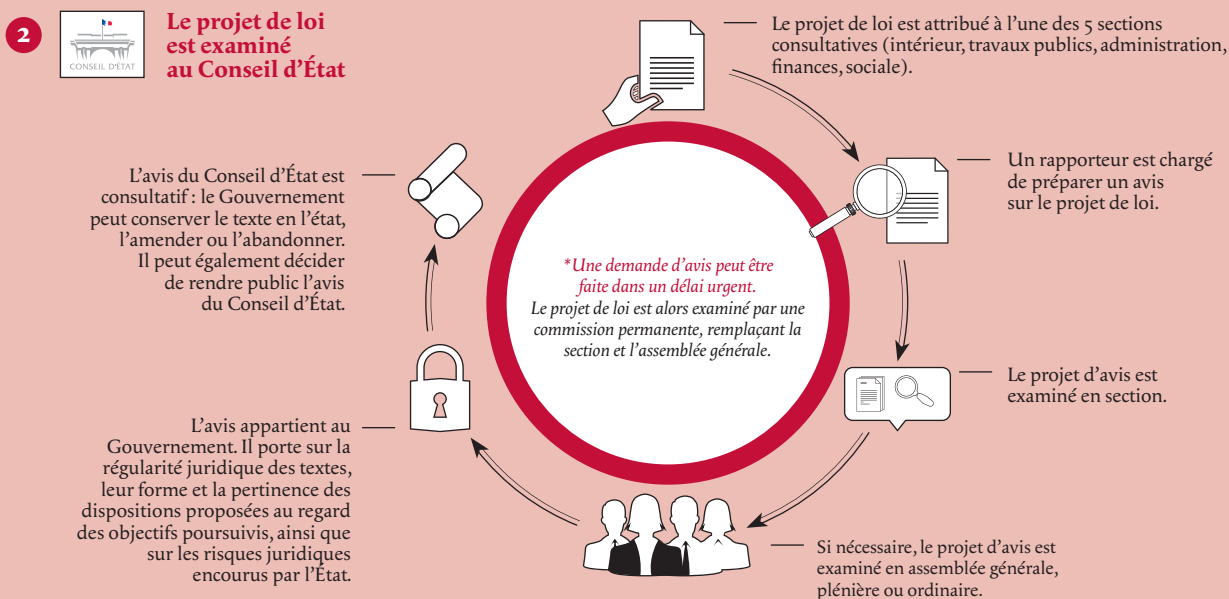 2
CONSEIL D'ÉTAT
Le projet de loi
est examiné
au Conseil d’État
Le projet de loi est attribué à l’une des 5 sections
consultatives (intérieur, travaux publics, administration,
finances, sociale).
Un rapporteur est chargé
de préparer un avis
sur le projet de loi.
Le projet d’avis est
examiné en section.
Si nécessaire, le projet d’avis est
examiné en assemblée générale,
plénière ou ordinaire.
L’avis appartient au
Gouvernement. Il porte sur la
régularité juridique des textes,
leur forme et la pertinence des
dispositions proposées au regard
des objectifs poursuivis, ainsi que
sur les risques juridiques
encourus par l’État.
L’avis du Conseil d’État est
consultatif : le Gouvernement
peut conserver le texte en l’état,
l’amender ou l’abandonner.
Il peut également décider
de rendre public l’avis
du Conseil d’État.
*Une demande d’avis peut être
faite dans un délai urgent.
Le projet de loi est alors examiné par une
commission permanente, remplaçant la
section et l’assemblée générale.